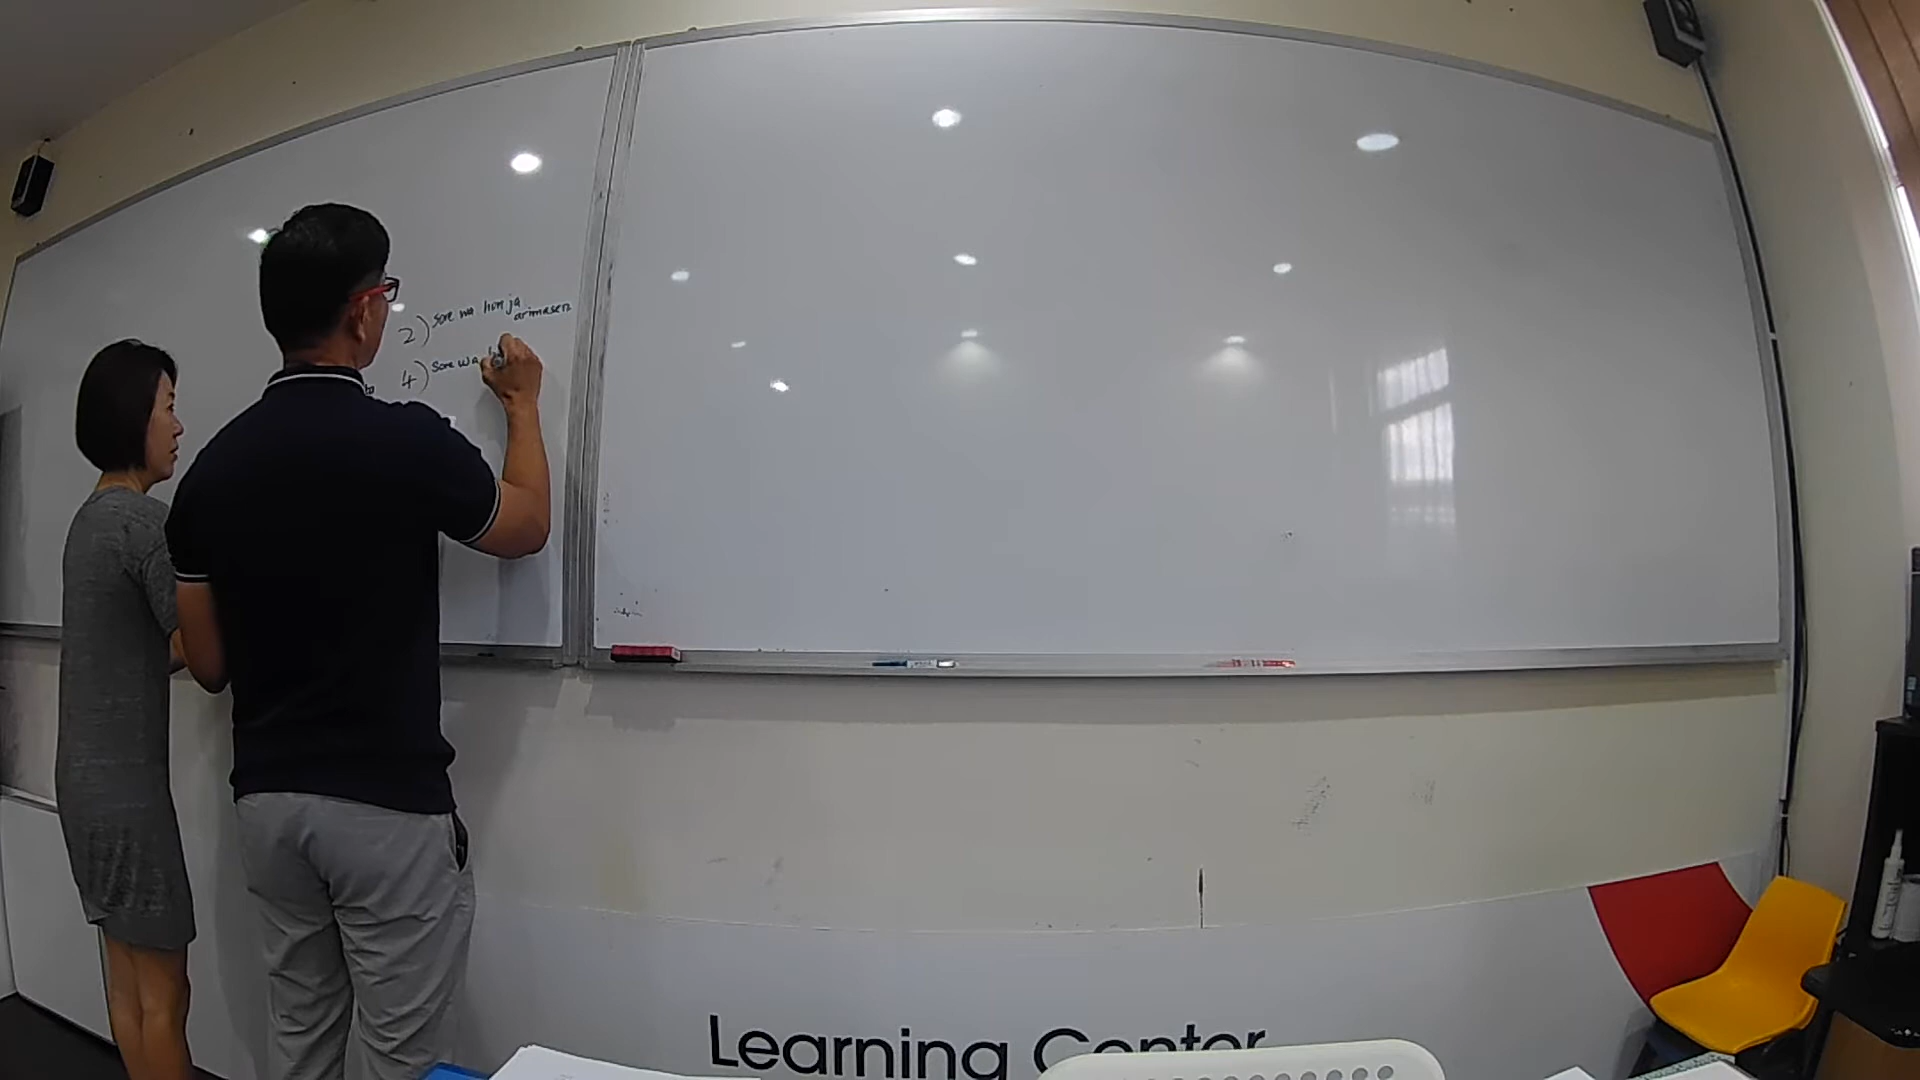 2) sore wa hon ja
arimasen
4) Sore wa
Learning Center